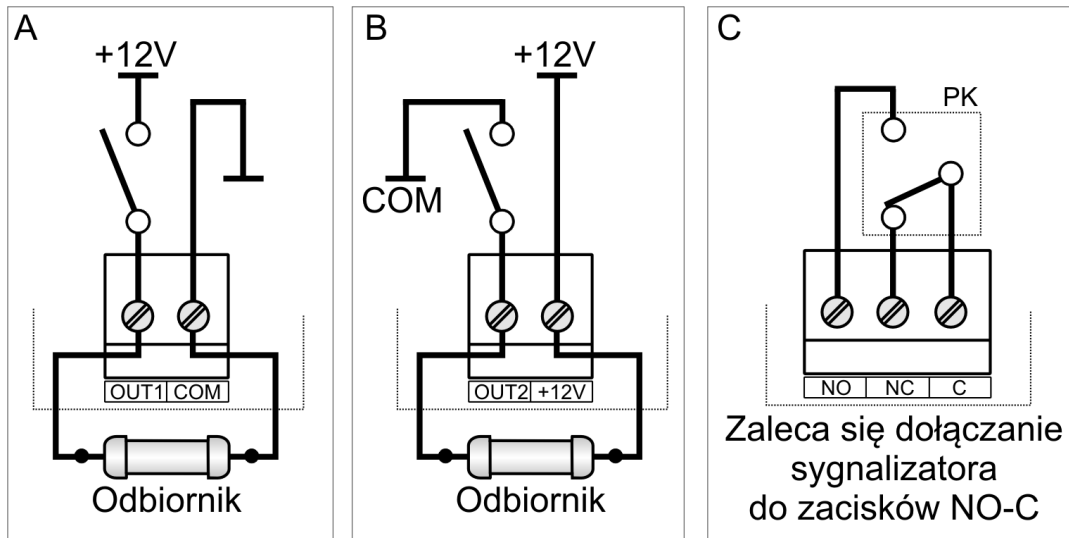 A
+12V
OUT1 COM
Odbiornik
B
+12V
COM
OUT2 +12V
Odbiornik
C
PK
NO NC C
Zaleca się dołączanie
sygnalizatora
do zacisków NO-C